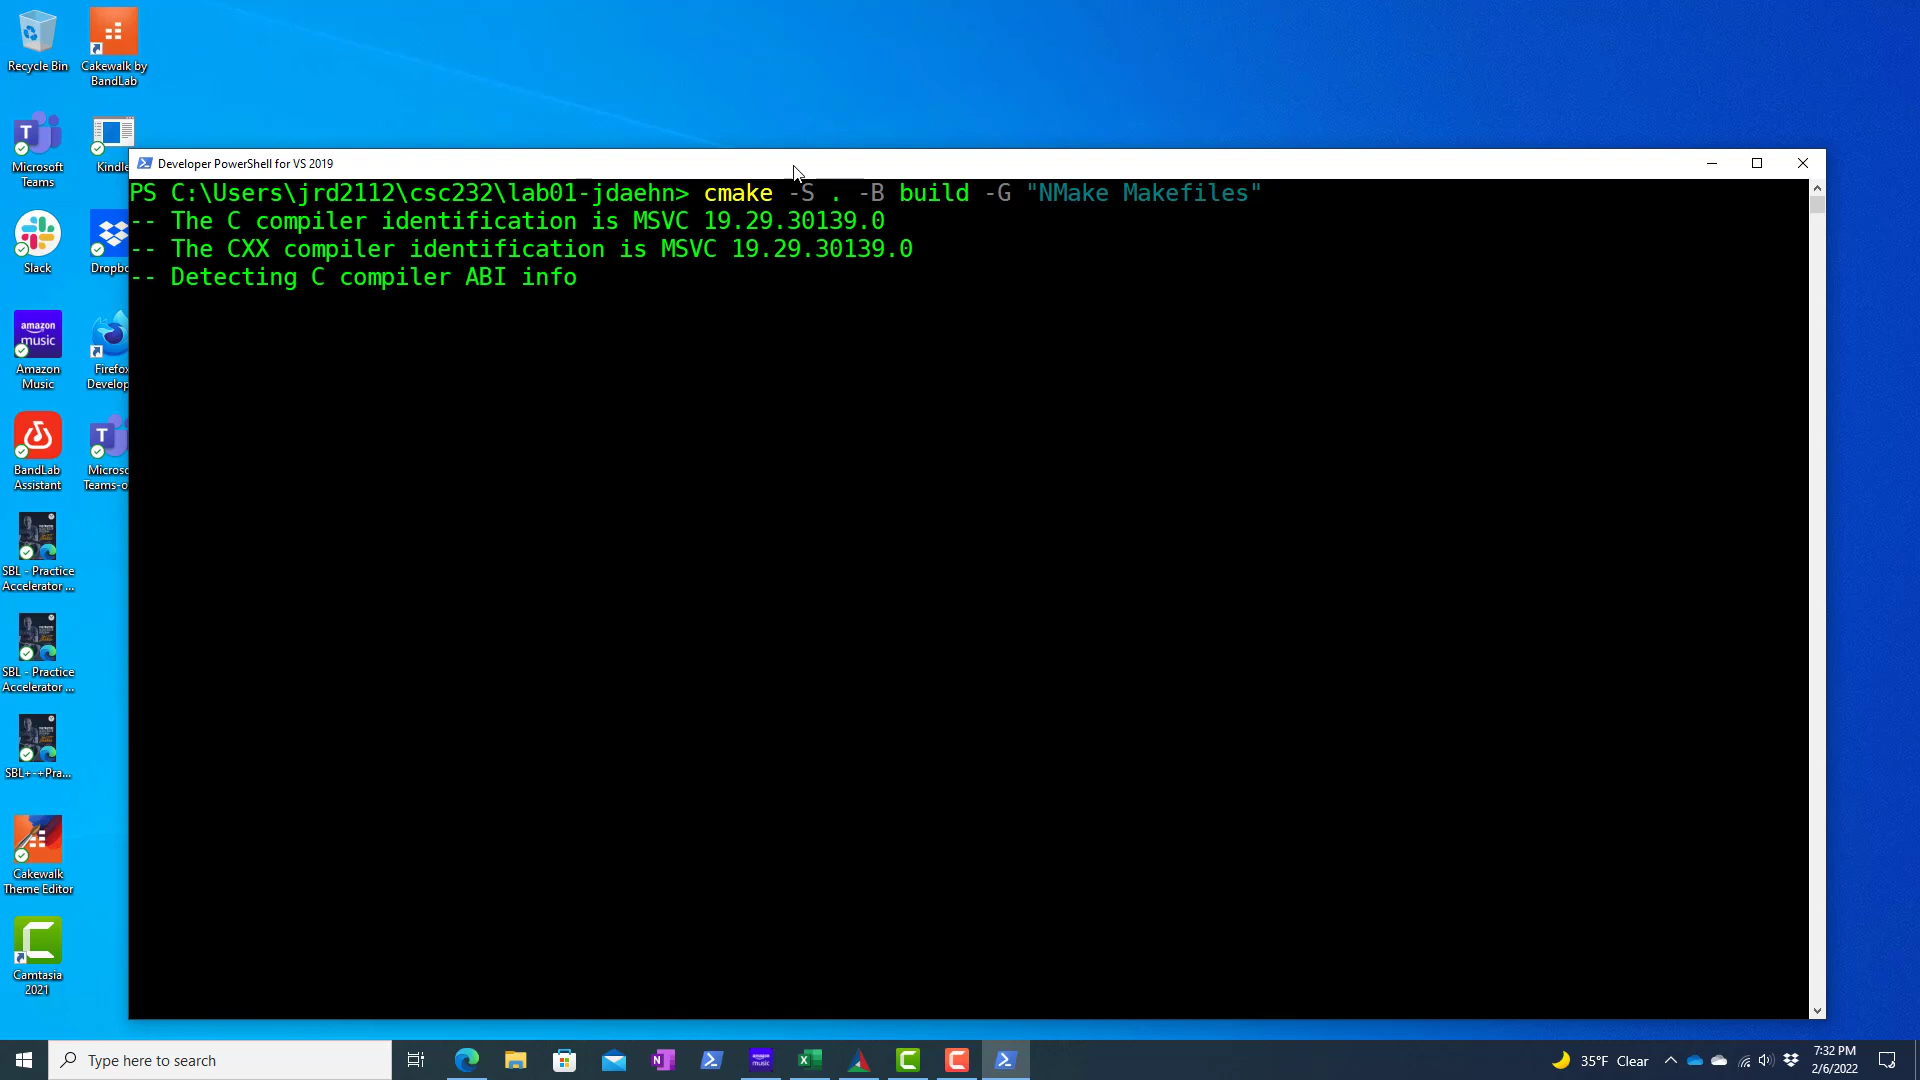 Recycle Bin
Cakewalk by
BandLab
Microsoft
Teams
Kindle
Slack
Dropbo
amazon
music
Amazon
Music
Firefox
Develop
BandLab
Assistant
Microso
Teams-o
SBL - Practice
Accelerator ...
SBL - Practice
Accelerator ...
SBL+-+Pra...
Cakewalk
Theme Editor
Camtasia
2021
Developer PowerShell for VS 2019
PS C:\Users\jrd2112\csc232\lab01-jdaehn> cmake -S . -B build -G "NMake Makefiles"
-- The C compiler identification is MSVC 19.29.30139.0
-- The CXX compiler identification is MSVC 19.29.30139.0
-- Detecting C compiler ABI info
Type here to search
35°F Clear
7:32 PM
2/6/2022